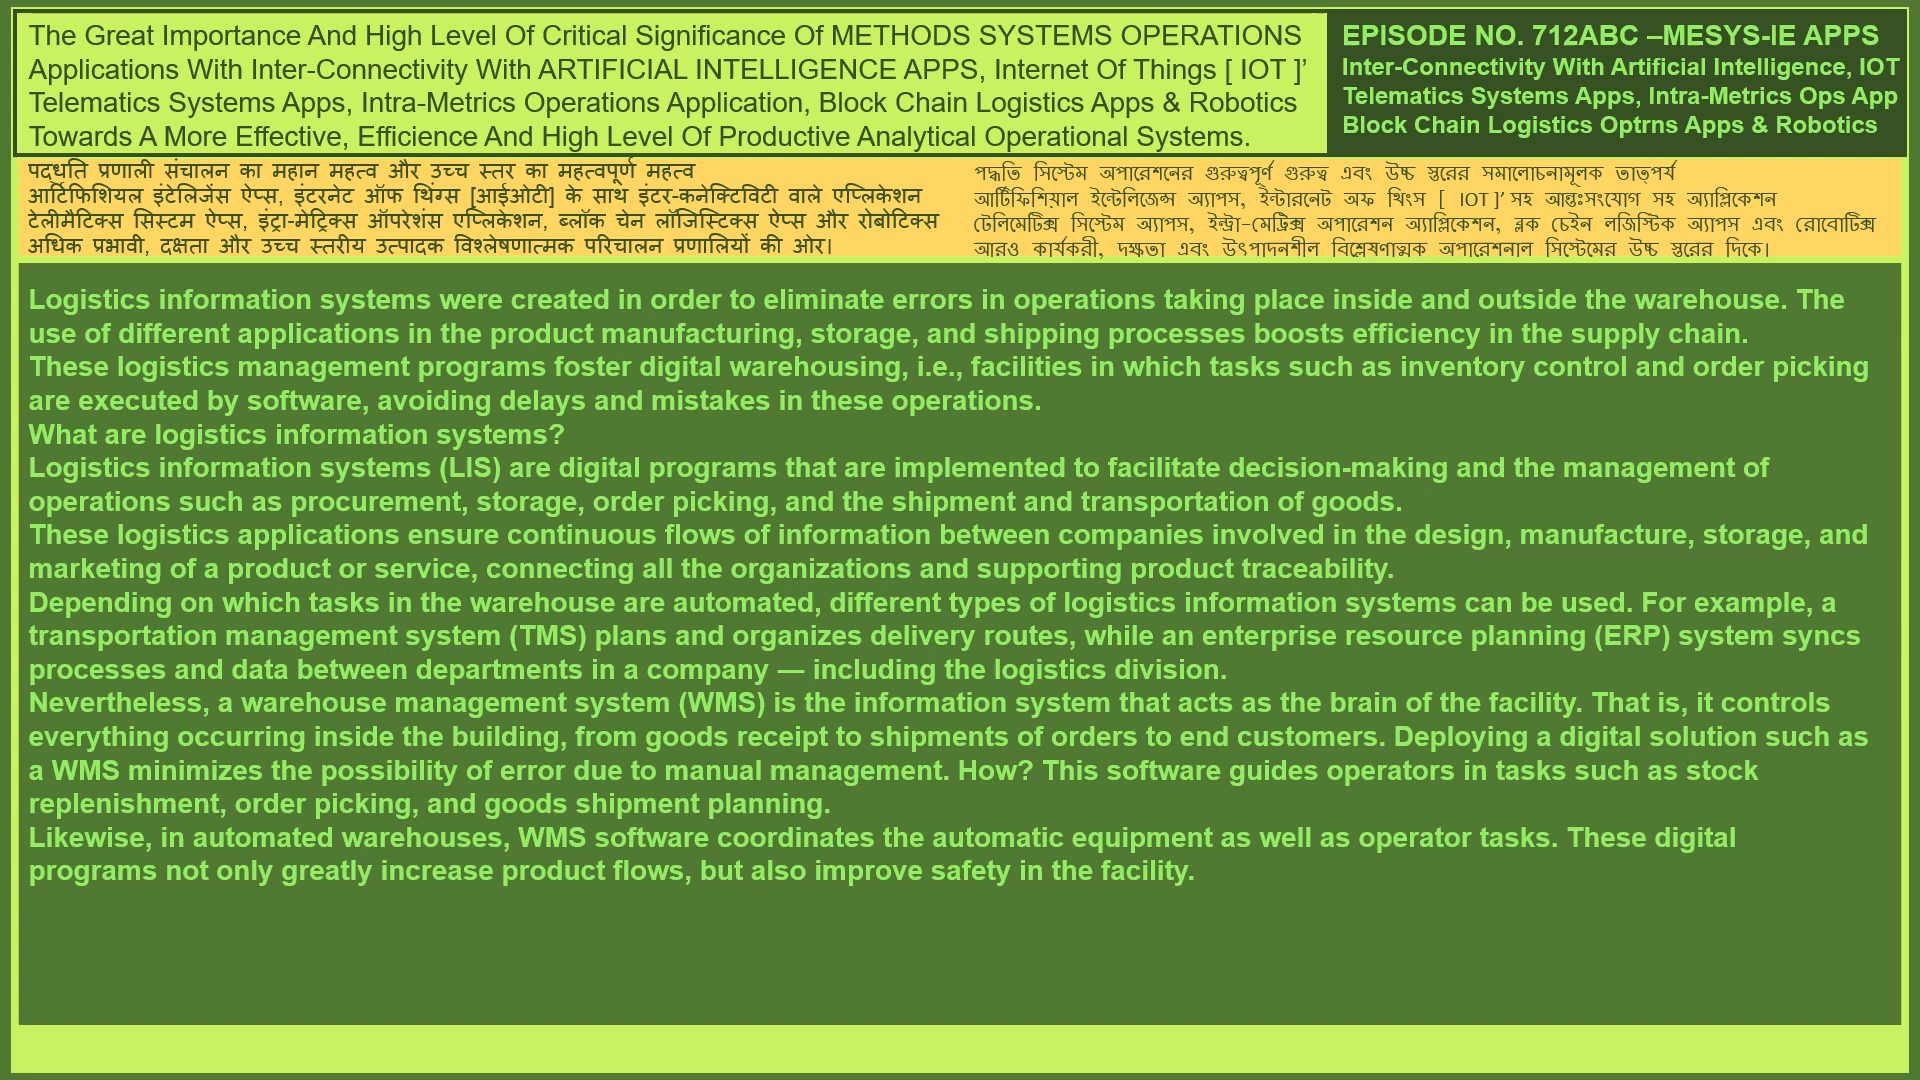 The Great Importance And High Level Of Critical Significance Of METHODS SYSTEMS OPERATIONS
Applications With Inter-Connectivity With ARTIFICIAL INTELLIGENCE APPS, Internet Of Things [ IOT ]’
Telematics Systems Apps, Intra-Metrics Operations Application, Block Chain Logistics Apps & Robotics
Towards A More Effective, Efficience And High Level Of Productive Analytical Operational Systems.
EPISODE NO. 712ABC –MESYS-IE APPS
Inter-Connectivity With Artificial Intelligence, IOT
Telematics Systems Apps, Intra-Metrics Ops App
Block Chain Logistics Optrns Apps & Robotics
पद्धति प्रणाली संचालन का महान महत्व और उच्च स्तर का महत्वपूर्ण महत्व
आर्टिफिशियल इंटेलिजेंस ऐप्स, इंटरनेट ऑफ थिंग्स [आईओटी] के साथ इंटर-कनेक्टिविटी वाले एप्लिकेशन
टेलीमैटिक्स सिस्टम ऐप्स, इंट्रा-मेट्रिक्स ऑपरेशंस एप्लिकेशन, ब्लॉक चेन लॉजिस्टिक्स ऐप्स और रोबोटिक्स
अधिक प्रभावी, दक्षता और उच्च स्तरीय उत्पादक विश्लेषणात्मक परिचालन प्रणालियों की ओर।
পদ্ধতি সিস্টেম অপারেশনের গুরুত্বপূর্ণ গুরুত্ব এবং উচ্চ স্তরের সমালোচনামূলক তাত্পর্য
আর্টিফিশিয়াল ইন্টেলিজেন্স অ্যাপস, ইন্টারনেট অফ থিংস [ IOT ]’ সহ আন্তঃসংযোগ সহ অ্যাপ্লিকেশন
টেলিমেটিক্স সিস্টেম অ্যাপস, ইন্ট্রা-মেট্রিক্স অপারেশন অ্যাপ্লিকেশন, ব্লক চেইন লজিস্টিক অ্যাপস এবং রোবোটিক্স
আরও কার্যকরী, দক্ষতা এবং উৎপাদনশীল বিশ্লেষণাত্মক অপারেশনাল সিস্টেমের উচ্চ স্তরের দিকে।
Logistics information systems were created in order to eliminate errors in operations taking place inside and outside the warehouse. The
use of different applications in the product manufacturing, storage, and shipping processes boosts efficiency in the supply chain.
These logistics management programs foster digital warehousing, i.e., facilities in which tasks such as inventory control and order picking
are executed by software, avoiding delays and mistakes in these operations.
What are logistics information systems?
Logistics information systems (LIS) are digital programs that are implemented to facilitate decision-making and the management of
operations such as procurement, storage, order picking, and the shipment and transportation of goods.
These logistics applications ensure continuous flows of information between companies involved in the design, manufacture, storage, and
marketing of a product or service, connecting all the organizations and supporting product traceability.
Depending on which tasks in the warehouse are automated, different types of logistics information systems can be used. For example, a
transportation management system (TMS) plans and organizes delivery routes, while an enterprise resource planning (ERP) system syncs
processes and data between departments in a company — including the logistics division.
Nevertheless, a warehouse management system (WMS) is the information system that acts as the brain of the facility. That is, it controls
everything occurring inside the building, from goods receipt to shipments of orders to end customers. Deploying a digital solution such as
a WMS minimizes the possibility of error due to manual management. How? This software guides operators in tasks such as stock
replenishment, order picking, and goods shipment planning.
Likewise, in automated warehouses, WMS software coordinates the automatic equipment as well as operator tasks. These digital
programs not only greatly increase product flows, but also improve safety in the facility.